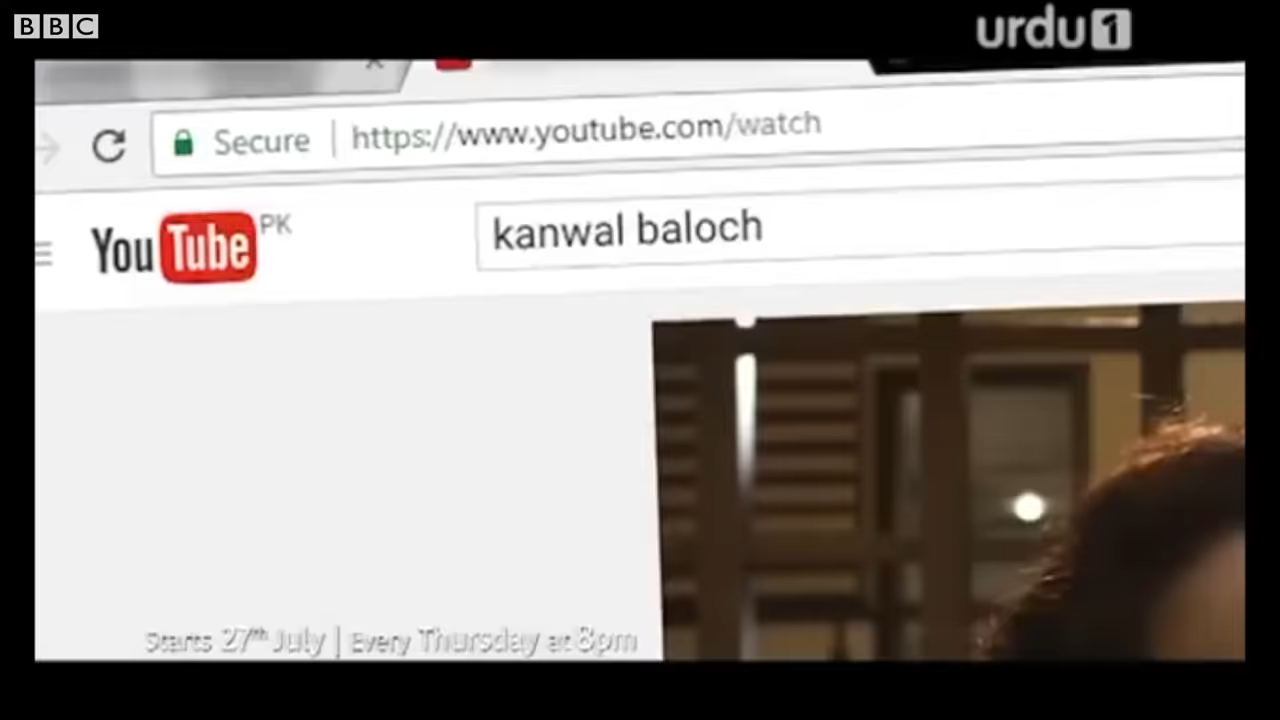 BBC
urdu1
Secure | https://www.youtube.com/watch
YouTube PK
kanwal baloch
Starts 27th July | Every Thursday at 8pm